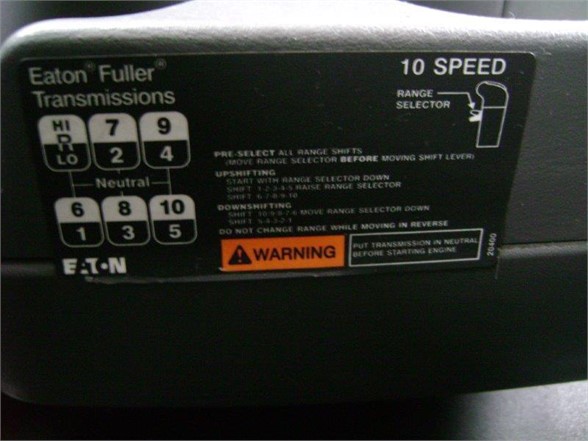 Eaton® Fuller®
Transmissions
10 SPEED
RANGE
SELECTOR
HI 7 9
R
LO 2 4
Neutral
6 8 10
1 3 5
EAT·N
PRE-SELECT ALL RANGE SHIFTS
(MOVE RANGE SELECTOR BEFORE MOVING SHIFT LEVER)
UPSHIFTING
START WITH RANGE SELECTOR DOWN
SHIFT 1-2-3-4-5 RAISE RANGE SELECTOR
SHIFT 6-7-8-9-10
DOWNSHIFTING
SHIFT 10-9-8-7-6 MOVE RANGE SELECTOR DOWN
SHIFT 5-4-3-2-1
DO NOT CHANGE RANGE WHILE MOVING IN REVERSE
WARNING
PUT TRANSMISSION IN NEUTRAL
BEFORE STARTING ENGINE
20400